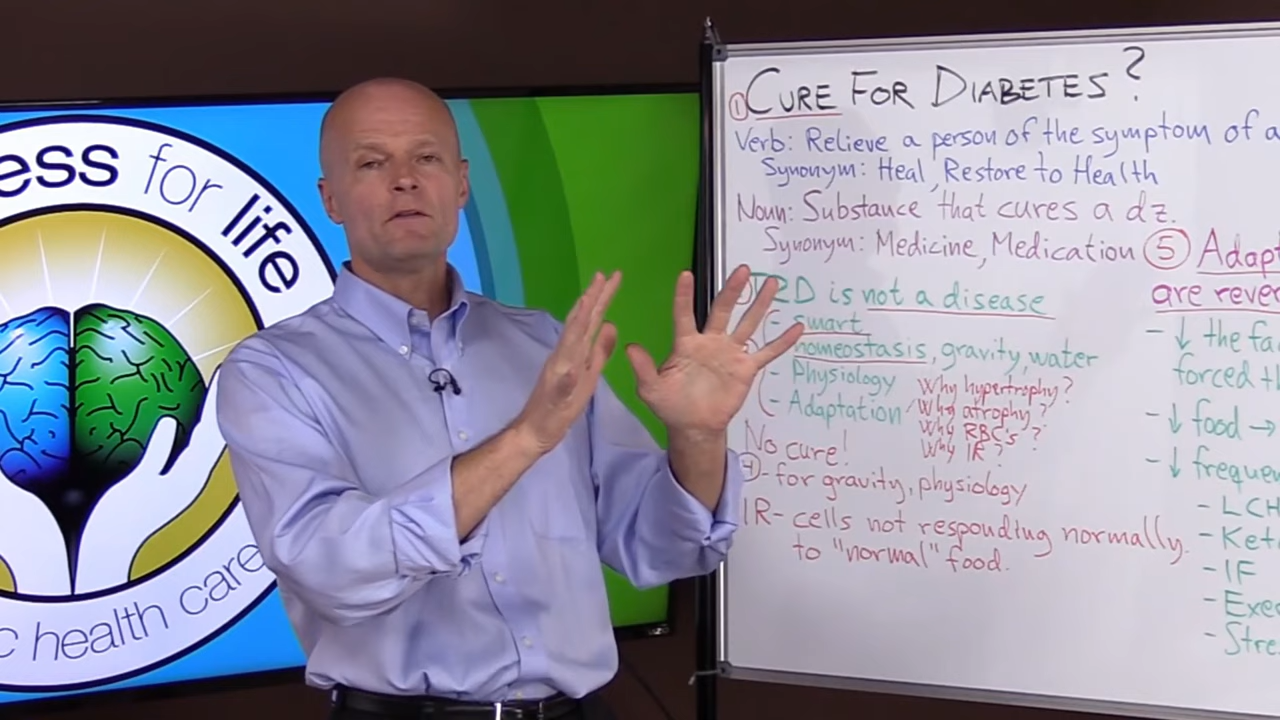 ess for life
c health care
① CURE FOR DIABETES?
Verb: Relieve a person of the symptom of a
Synonym: Heal, Restore to Health
Noun: Substance that cures a dz.
Synonym: Medicine, Medication
2D is not a disease
- smart
homeostasis, gravity, water
- Physiology
- Adaptation
Why hypertrophy?
Why atrophy?
Why RBC's?
Why IR?
No cure!
④ - for gravity, physiology
IR - cells not responding normally.
to "normal" food.
⑤ Adap
are rever
- ↓ the fa
forced th
- ↓ food →
- ↓ freque
- LCH
- Ket
- IF
- Exe
- Stre